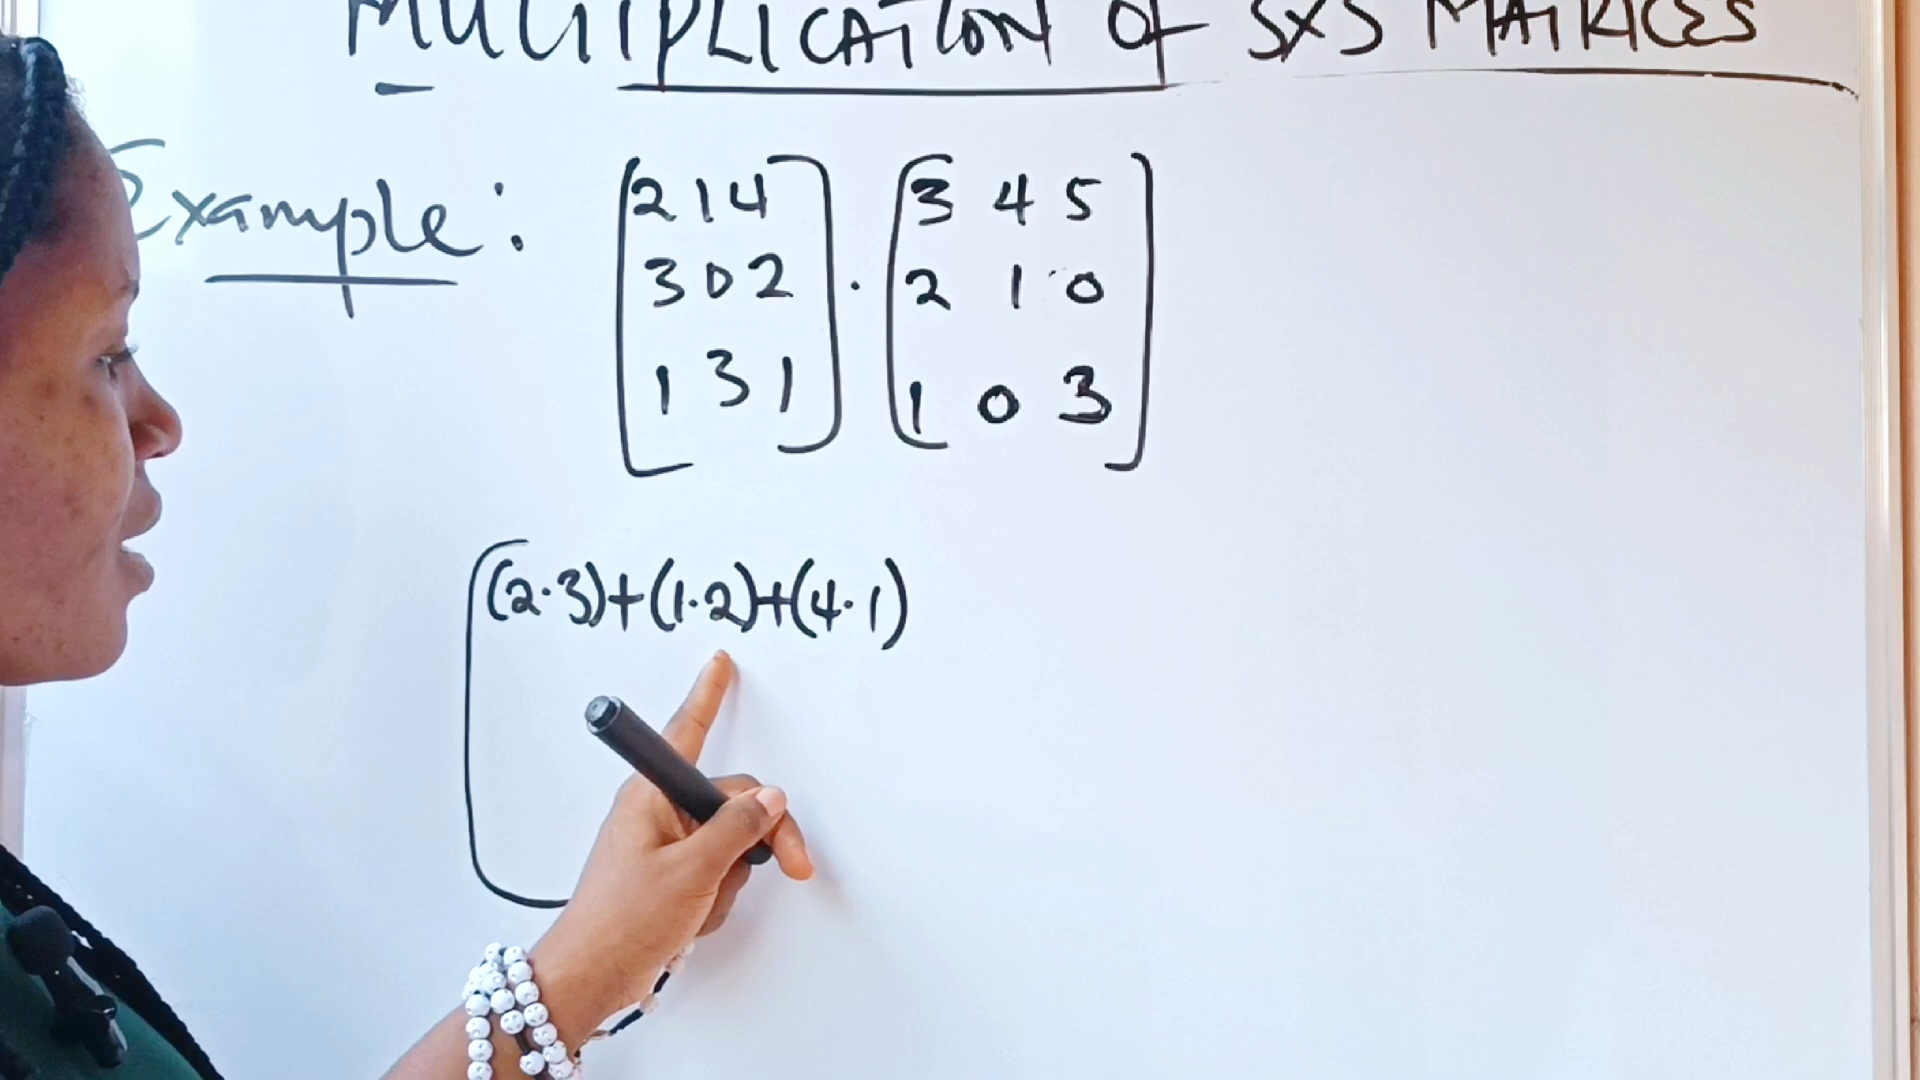 MULTIPLICATION OF 3X3 MATRICES
Example: [2 1 4] · [3 4 5]
3 0 2 2 1 0
1 3 1 1 0 3
(2·3)+(1·2)+(4·1)